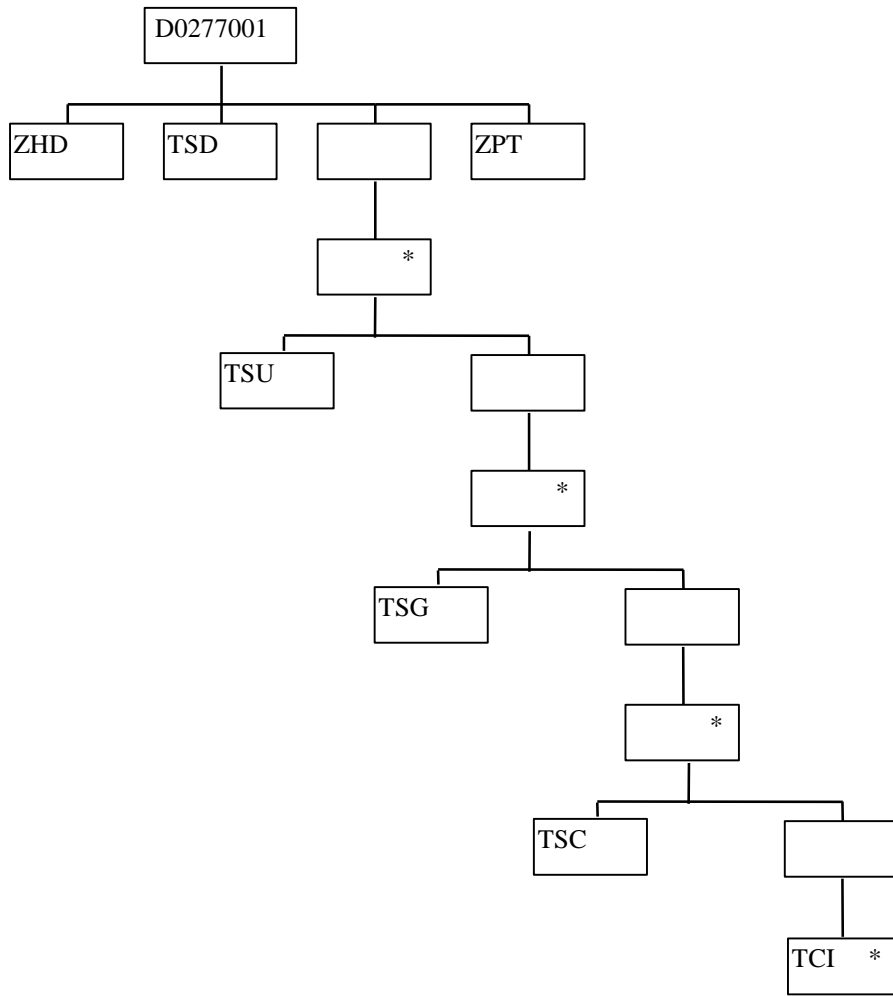 D0277001
ZHD TSD ZPT
*
TSU
*
TSG
*
TSC
TCI *